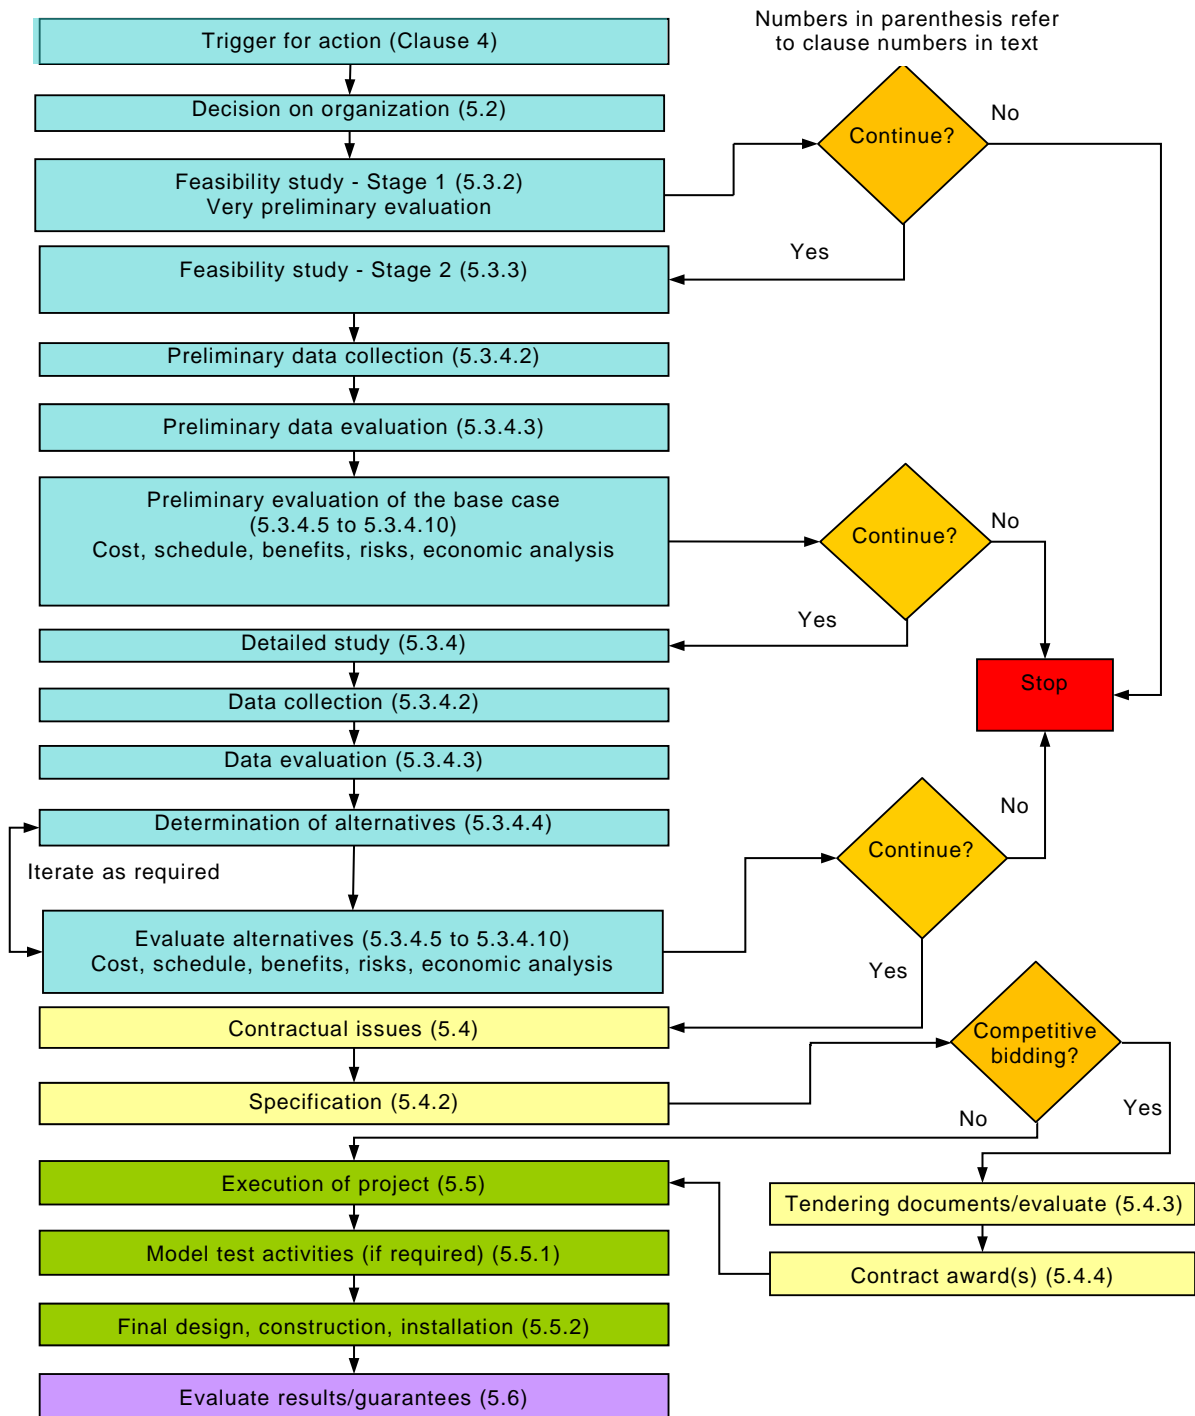 Numbers in parenthesis refer
to clause numbers in text
Trigger for action (Clause 4)
Decision on organization (5.2)
No
Continue?
Feasibility study - Stage 1 (5.3.2)
Very preliminary evaluation
Yes
Feasibility study - Stage 2 (5.3.3)
Preliminary data collection (5.3.4.2)
Preliminary data evaluation (5.3.4.3)
Preliminary evaluation of the base case
(5.3.4.5 to 5.3.4.10)
Cost, schedule, benefits, risks, economic analysis
No
Continue?
Yes
Detailed study (5.3.4)
Stop
Data collection (5.3.4.2)
Data evaluation (5.3.4.3)
Determination of alternatives (5.3.4.4)
No
Continue?
Iterate as required
Evaluate alternatives (5.3.4.5 to 5.3.4.10)
Cost, schedule, benefits, risks, economic analysis
Yes
Contractual issues (5.4)
Competitive
bidding?
Specification (5.4.2)
Yes
No
Execution of project (5.5)
Tendering documents/evaluate (5.4.3)
Model test activities (if required) (5.5.1)
Contract award(s) (5.4.4)
Final design, construction, installation (5.5.2)
Evaluate results/guarantees (5.6)